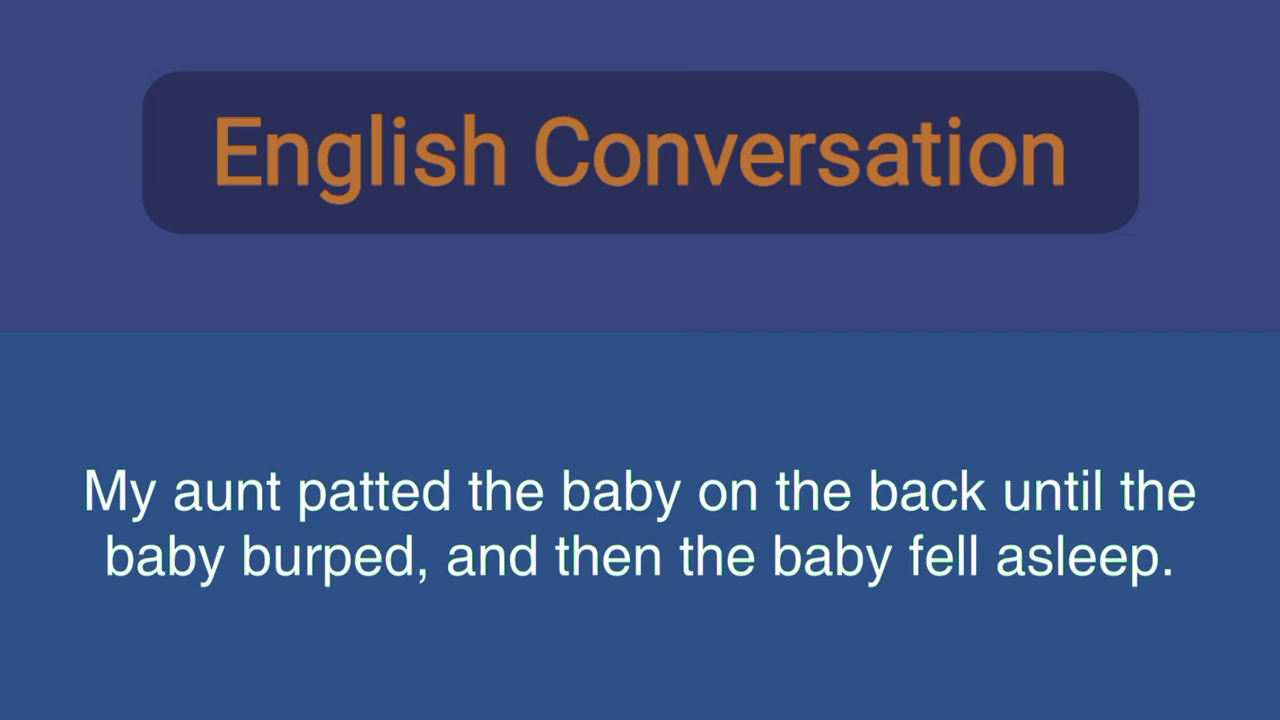 English Conversation
My aunt patted the baby on the back until the
baby burped, and then the baby fell asleep.